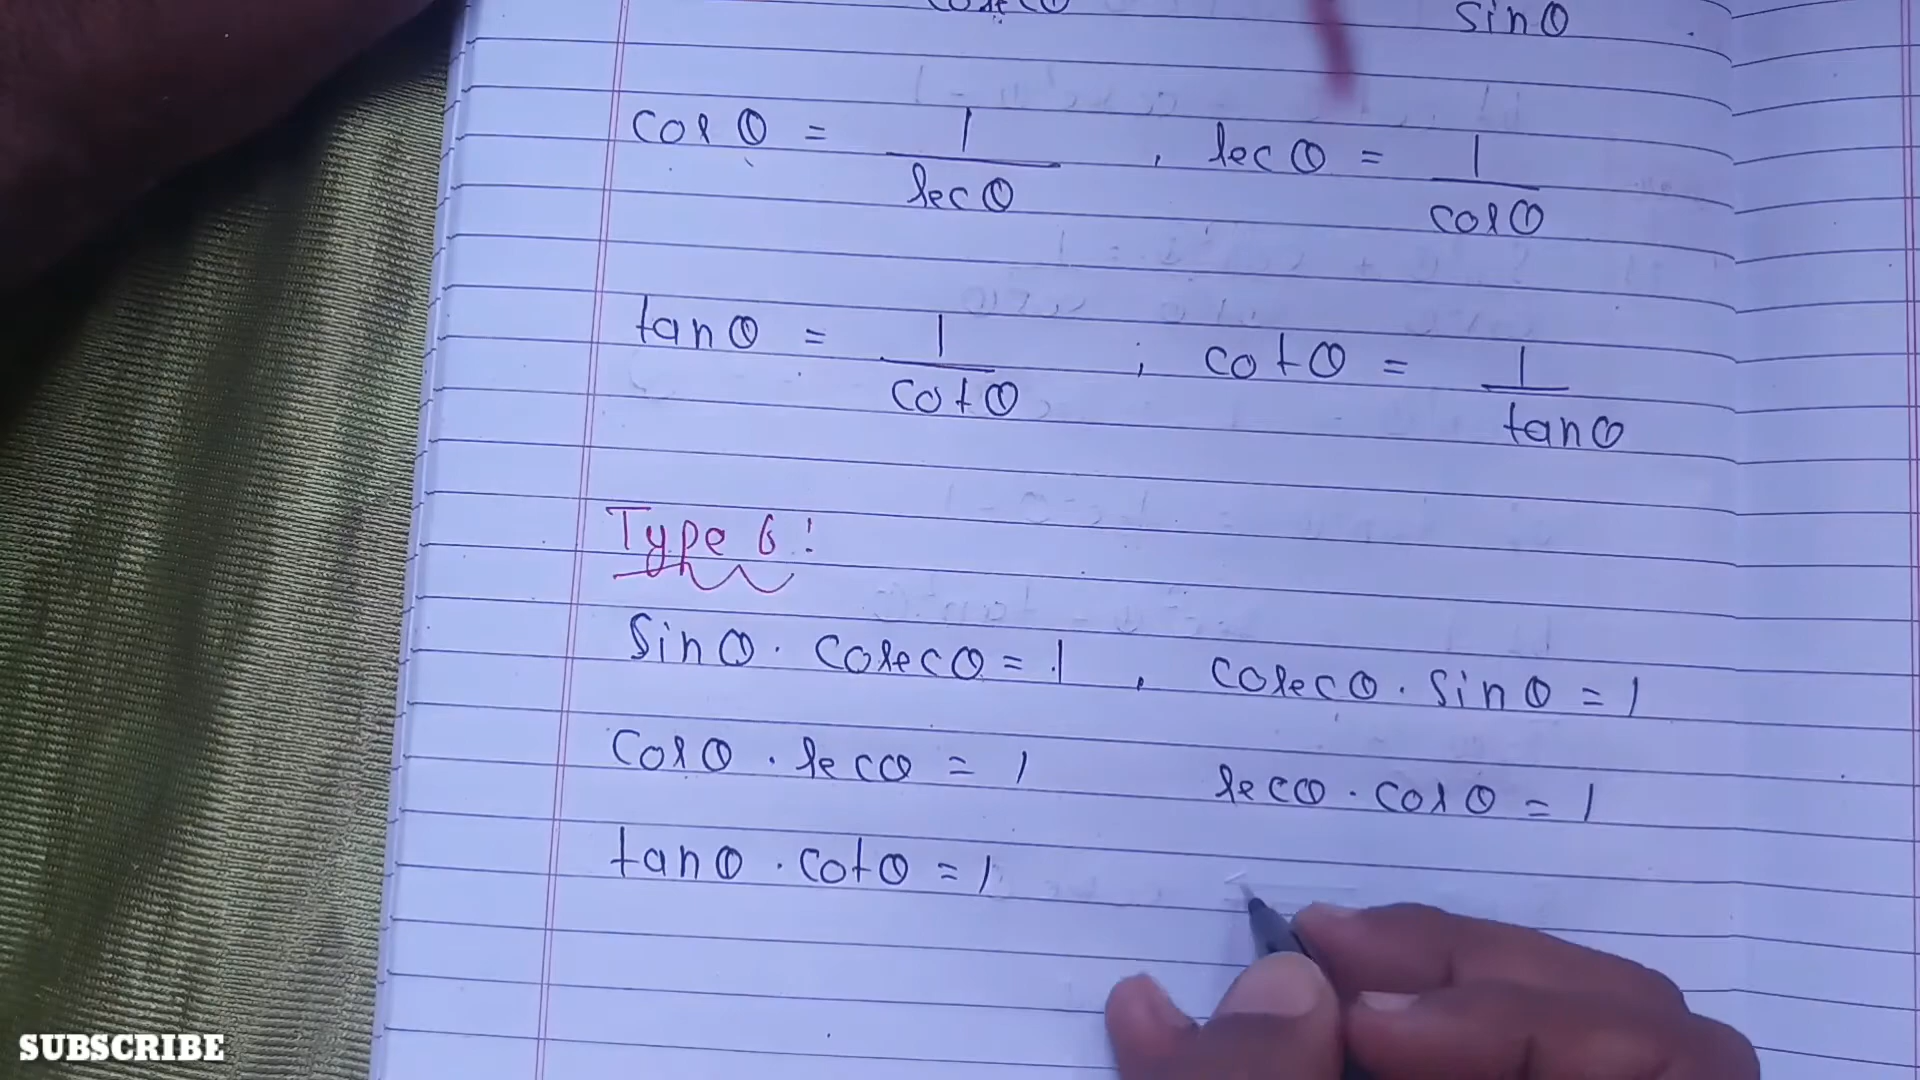 sinθ
cosθ = 1/secθ , secθ = 1/cosθ
tanθ = 1/cotθ ; cotθ = 1/tanθ
Type 6 :
Sinθ · Cosecθ = 1 , Cosecθ · Sinθ = 1
Cosθ · secθ = 1 secθ · cosθ = 1
tanθ · cotθ = 1
SUBSCRIBE